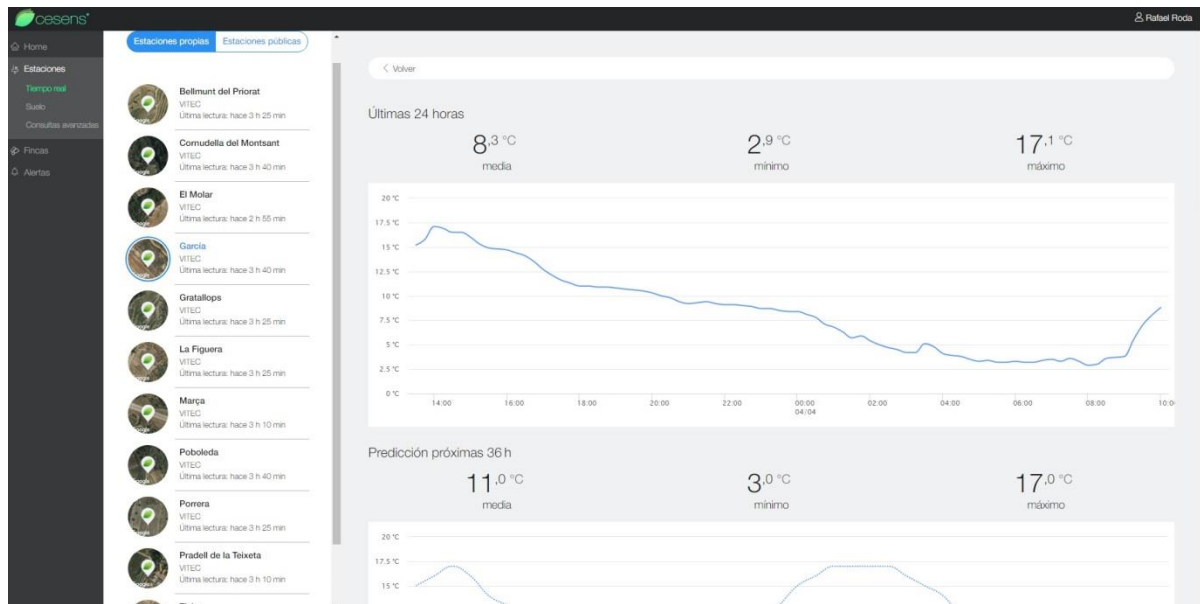 cesens
Rafael Roda
Home
Estaciones
Tiempo real
Suelo
Consultas avanzadas
Fincas
Alertas
Estaciones propias
Estaciones públicas
Bellmunt del Priorat
VITEC
Última lectura: hace 3 h 25 min
Cornudella del Montsant
VITEC
Última lectura: hace 3 h 40 min
El Molar
VITEC
Última lectura: hace 2 h 55 min
García
VITEC
Última lectura: hace 3 h 40 min
Gratallops
VITEC
Última lectura: hace 3 h 25 min
La Figuera
VITEC
Última lectura: hace 3 h 25 min
Marça
VITEC
Última lectura: hace 3 h 10 min
Poboleda
VITEC
Última lectura: hace 3 h 40 min
Porrera
VITEC
Última lectura: hace 3 h 25 min
Pradell de la Teixeta
VITEC
Última lectura: hace 3 h 10 min
Volver
Últimas 24 horas
8,3 °C 2,9 °C 17,1 °C
media mínimo máximo
20 °C
17.5 °C
15 °C
12.5 °C
10 °C
7.5 °C
5 °C
2.5 °C
0 °C
14:00 16:00 18:00 20:00 22:00 00:00 02:00 04:00 06:00 08:00 10:0
04/04
Predicción próximas 36 h
11,0 °C 3,0 °C 17,0 °C
media mínimo máximo
20 °C
17.5 °C
15 °C